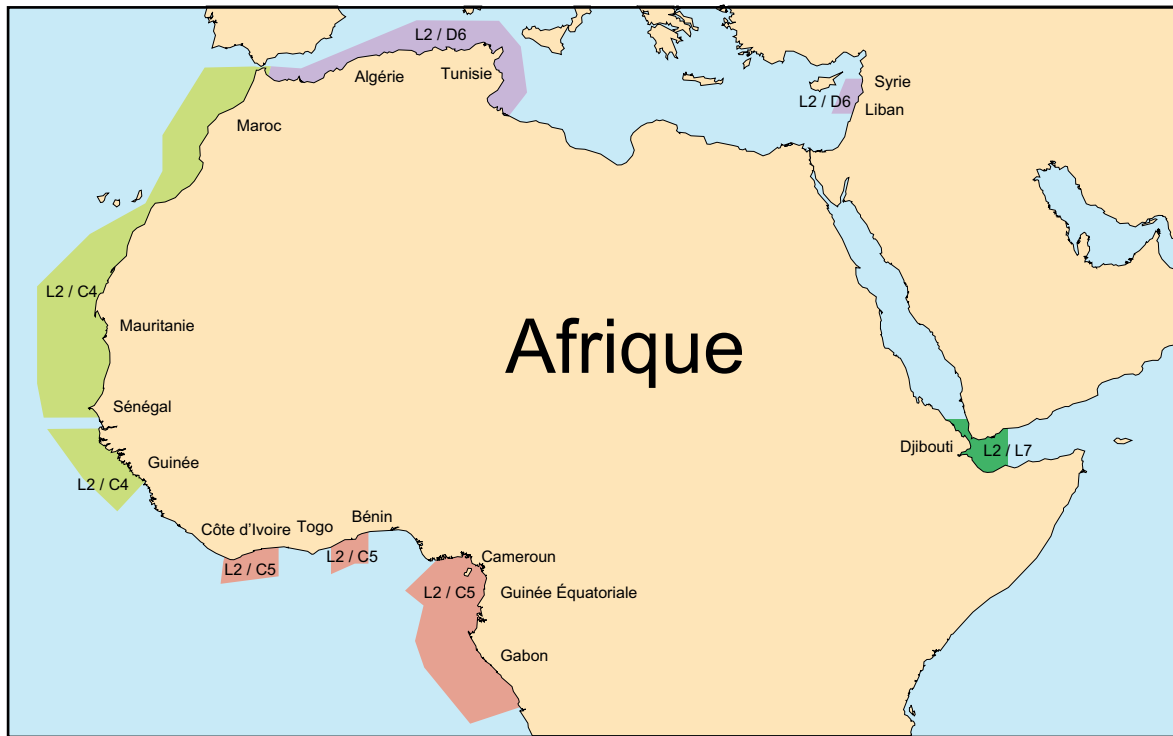 L2 / D6
Algérie
Tunisie
Syrie
L2 / D6
Liban
Maroc
L2 / C4
Mauritanie
Afrique
Sénégal
Djibouti
L2 / L7
Guinée
L2 / C4
Côte d’Ivoire
Togo
Bénin
L2 / C5
L2 / C5
Cameroun
L2 / C5
Guinée Équatoriale
Gabon